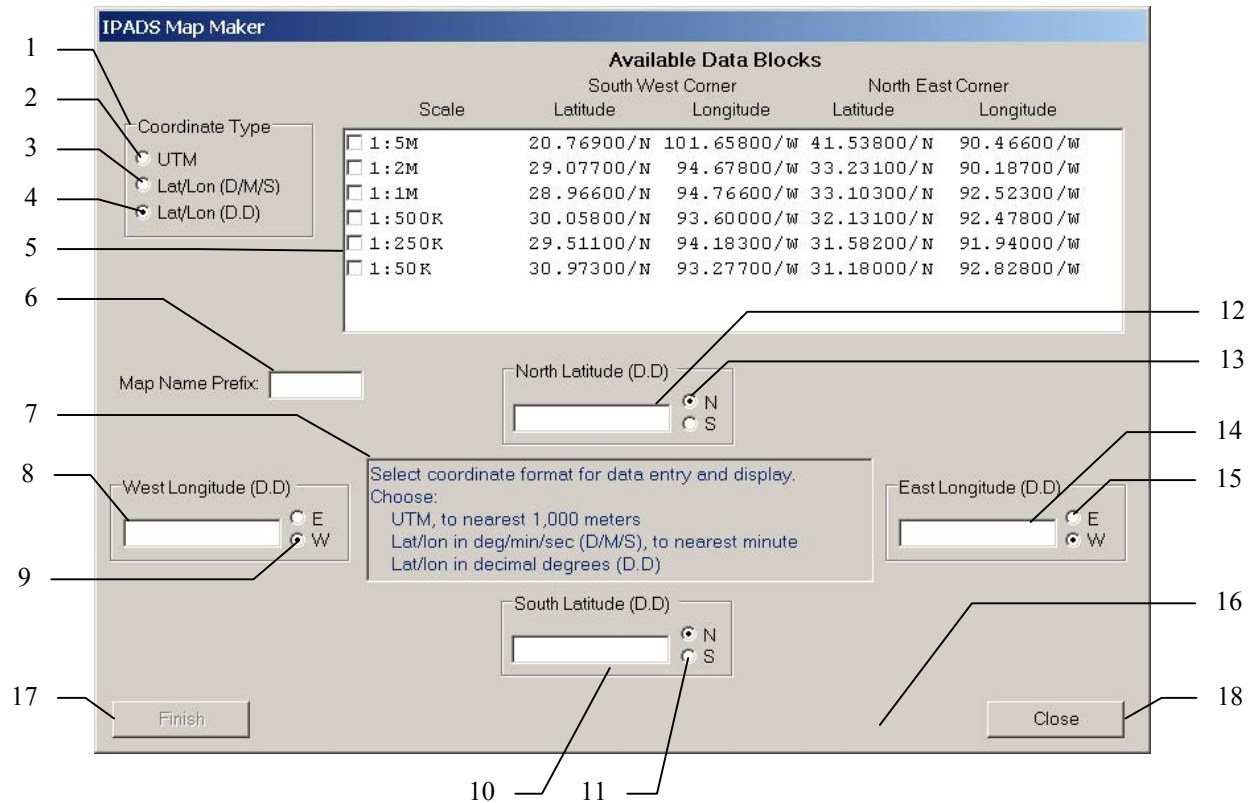 IPADS Map Maker
Available Data Blocks
South West Corner North East Corner
Scale Latitude Longitude Latitude Longitude
1:5M 20.76900/N 101.65800/W 41.53800/N 90.46600/W
1:2M 29.07700/N 94.67800/W 33.23100/N 90.18700/W
1:1M 28.96600/N 94.76600/W 33.10300/N 92.52300/W
1:500K 30.05800/N 93.60000/W 32.13100/N 92.47800/W
1:250K 29.51100/N 94.18300/W 31.58200/N 91.94000/W
1:50K 30.97300/N 93.27700/W 31.18000/N 92.82800/W
Coordinate Type
UTM
Lat/Lon (D/M/S)
Lat/Lon (D.D)
Map Name Prefix:
North Latitude (D.D)
N
S
West Longitude (D.D)
E
W
Select coordinate format for data entry and display.
Choose:
UTM, to nearest 1,000 meters
Lat/lon in deg/min/sec (D/M/S), to nearest minute
Lat/lon in decimal degrees (D.D)
East Longitude (D.D)
E
W
South Latitude (D.D)
N
S
Finish
Close
1
2
3
4
5
6
7
8
9
10
11
12
13
14
15
16
17
18